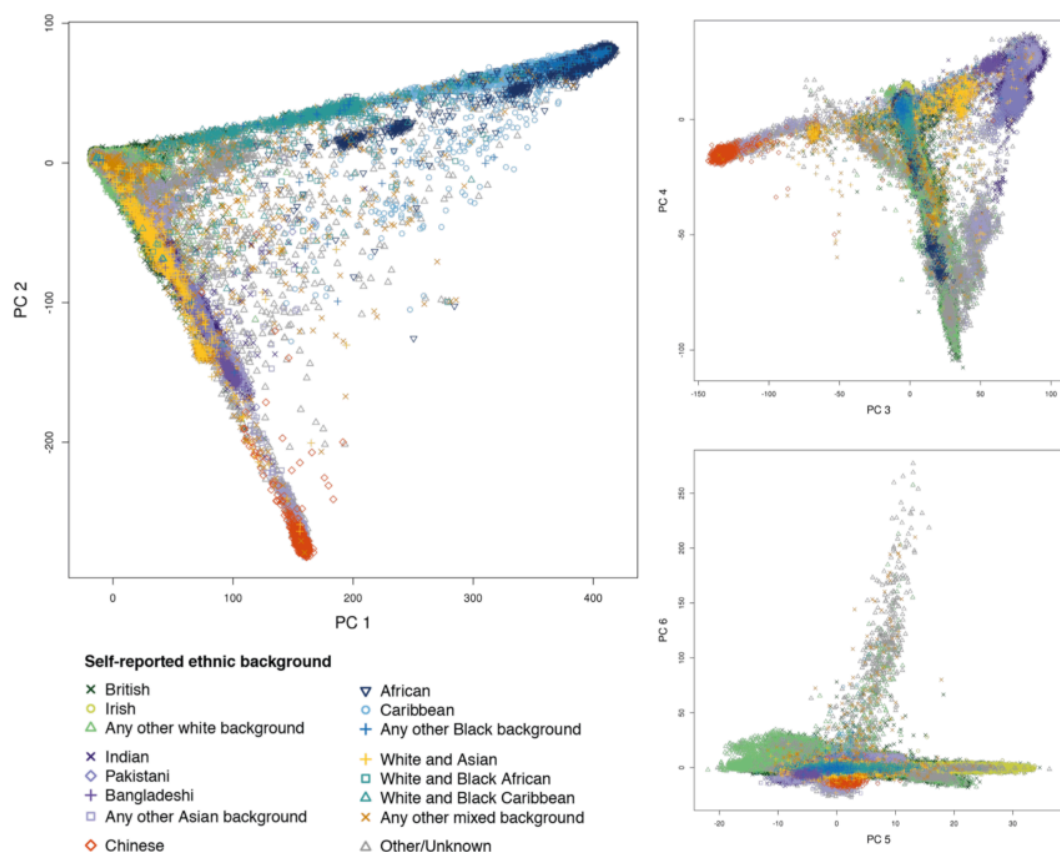 100
0
-100
-200
PC 2
0
100
200
300
400
PC 1
0
-50
-100
PC 4
-150
-100
-50
0
50
100
PC 3
250
200
150
100
50
0
PC 6
-20
-10
0
10
20
30
PC 5
Self-reported ethnic background
British
Irish
Any other white background
Indian
Pakistani
Bangladeshi
Any other Asian background
Chinese
African
Caribbean
Any other Black background
White and Asian
White and Black African
White and Black Caribbean
Any other mixed background
Other/Unknown